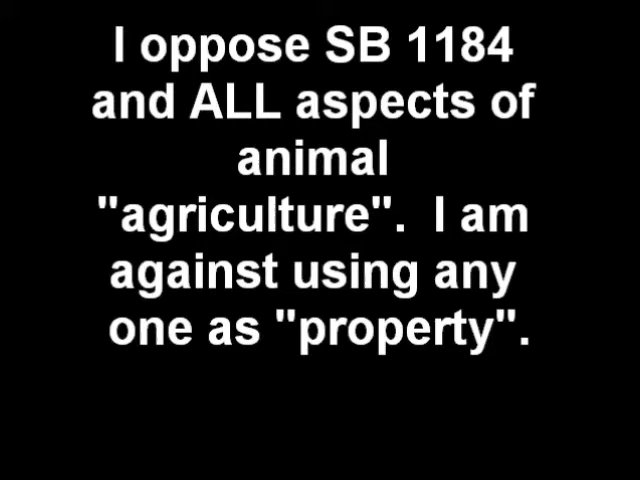 I oppose SB 1184
and ALL aspects of
animal
"agriculture".  I am
against using any
one as "property".